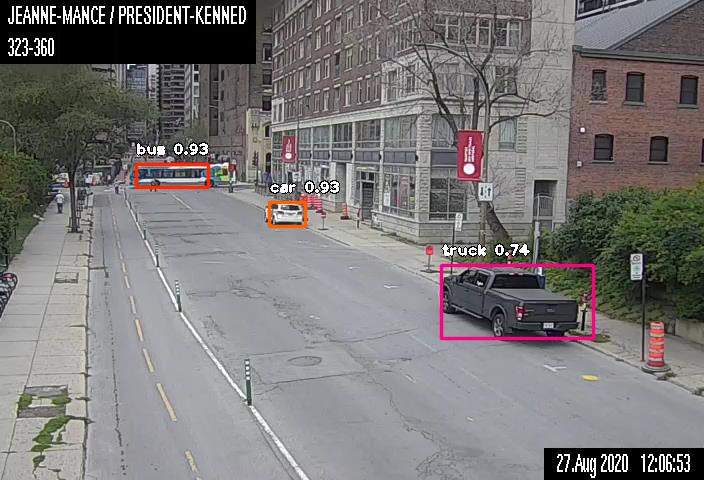 JEANNE-MANCE / PRESIDENT-KENNED
323-360
bus 0.93
car 0.93
truck 0.74
27.Aug 2020 12:06:53